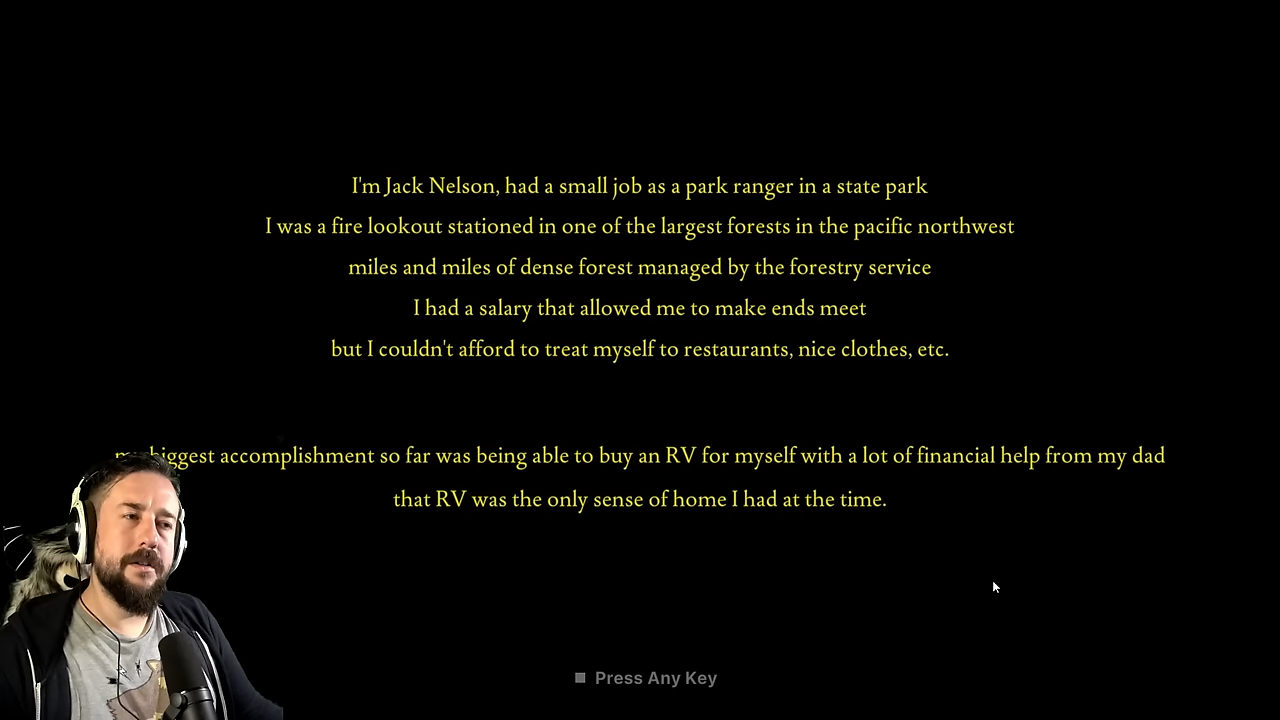 I'm Jack Nelson, had a small job as a park ranger in a state park
I was a fire lookout stationed in one of the largest forests in the pacific northwest
miles and miles of dense forest managed by the forestry service
I had a salary that allowed me to make ends meet
but I couldn't afford to treat myself to restaurants, nice clothes, etc.
my biggest accomplishment so far was being able to buy an RV for myself with a lot of financial help from my dad
that RV was the only sense of home I had at the time.
Press Any Key